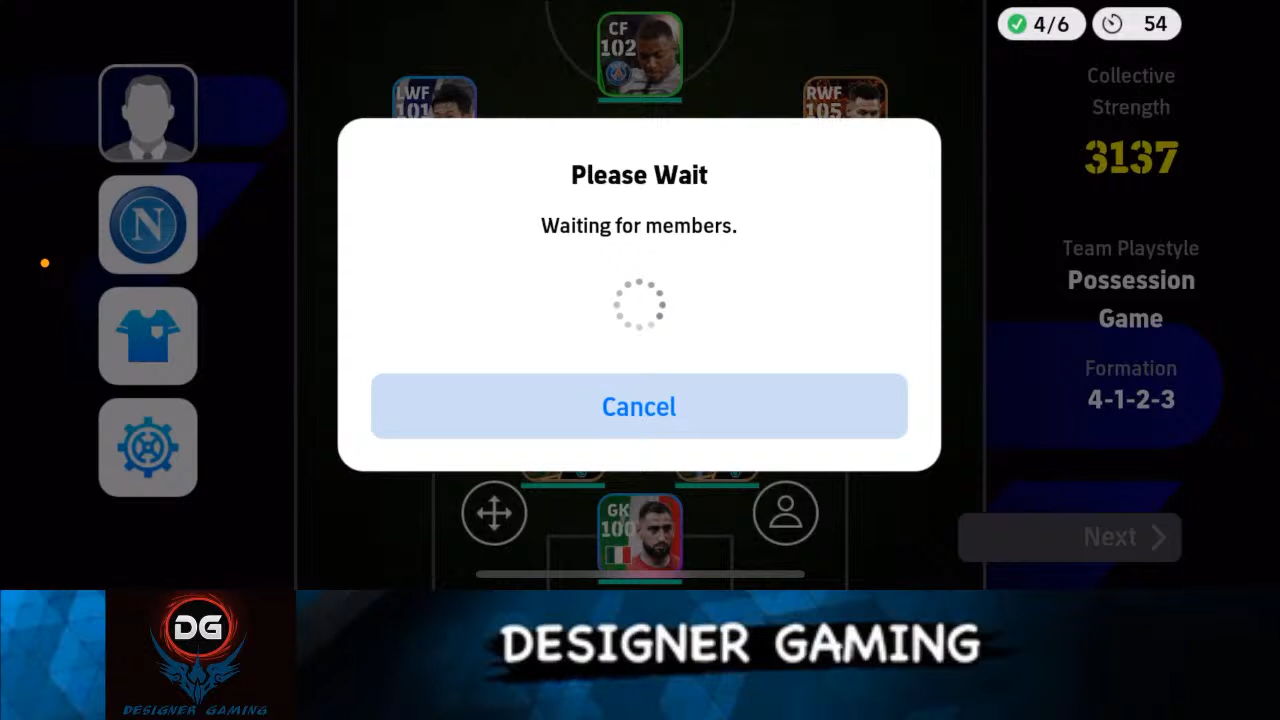 4/6
54
CF
102
LWF
101
RWF
105
Collective
Strength
3137
Please Wait
Waiting for members.
N
Team Playstyle
Possession
Game
Formation
4-1-2-3
Cancel
GK
100
Next
DG
DESIGNER GAMING
DESIGNER GAMING